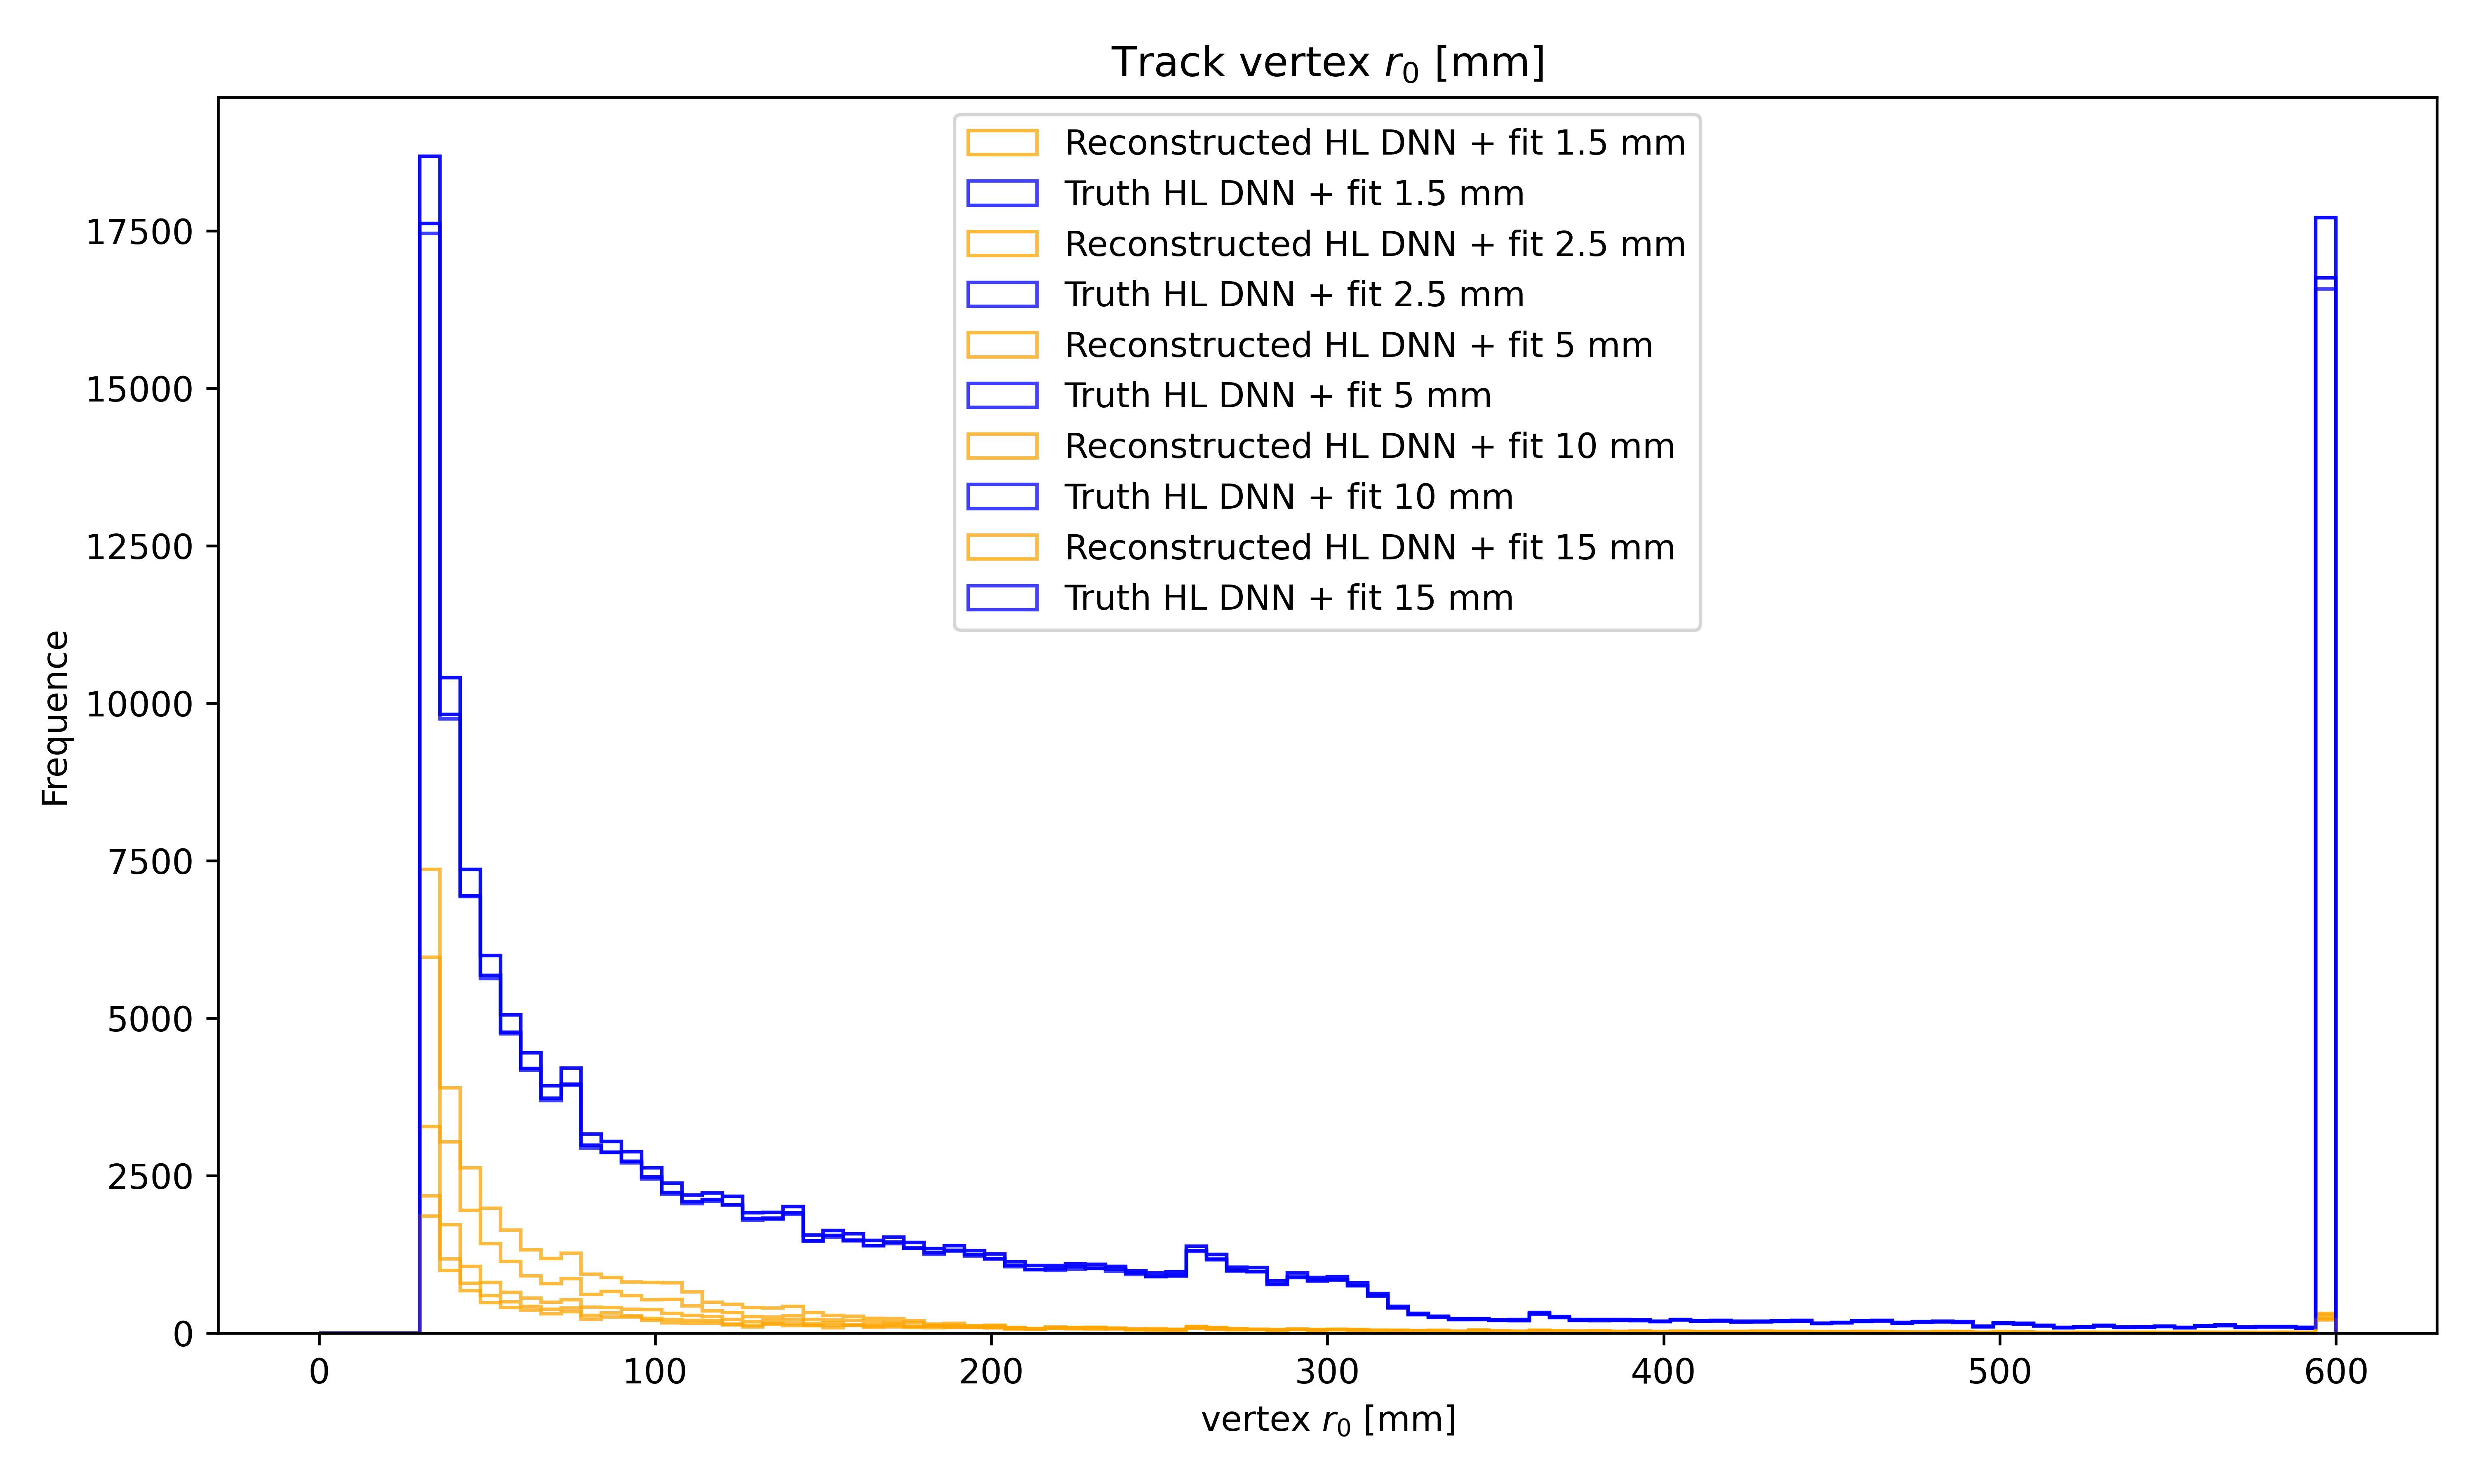 Track vertex r₀ [mm]
Reconstructed HL DNN + fit 1.5 mm
Truth HL DNN + fit 1.5 mm
Reconstructed HL DNN + fit 2.5 mm
Truth HL DNN + fit 2.5 mm
Reconstructed HL DNN + fit 5 mm
Truth HL DNN + fit 5 mm
Reconstructed HL DNN + fit 10 mm
Truth HL DNN + fit 10 mm
Reconstructed HL DNN + fit 15 mm
Truth HL DNN + fit 15 mm
17500
15000
12500
10000
7500
5000
2500
0
Frequence
0 100 200 300 400 500 600
vertex r₀ [mm]